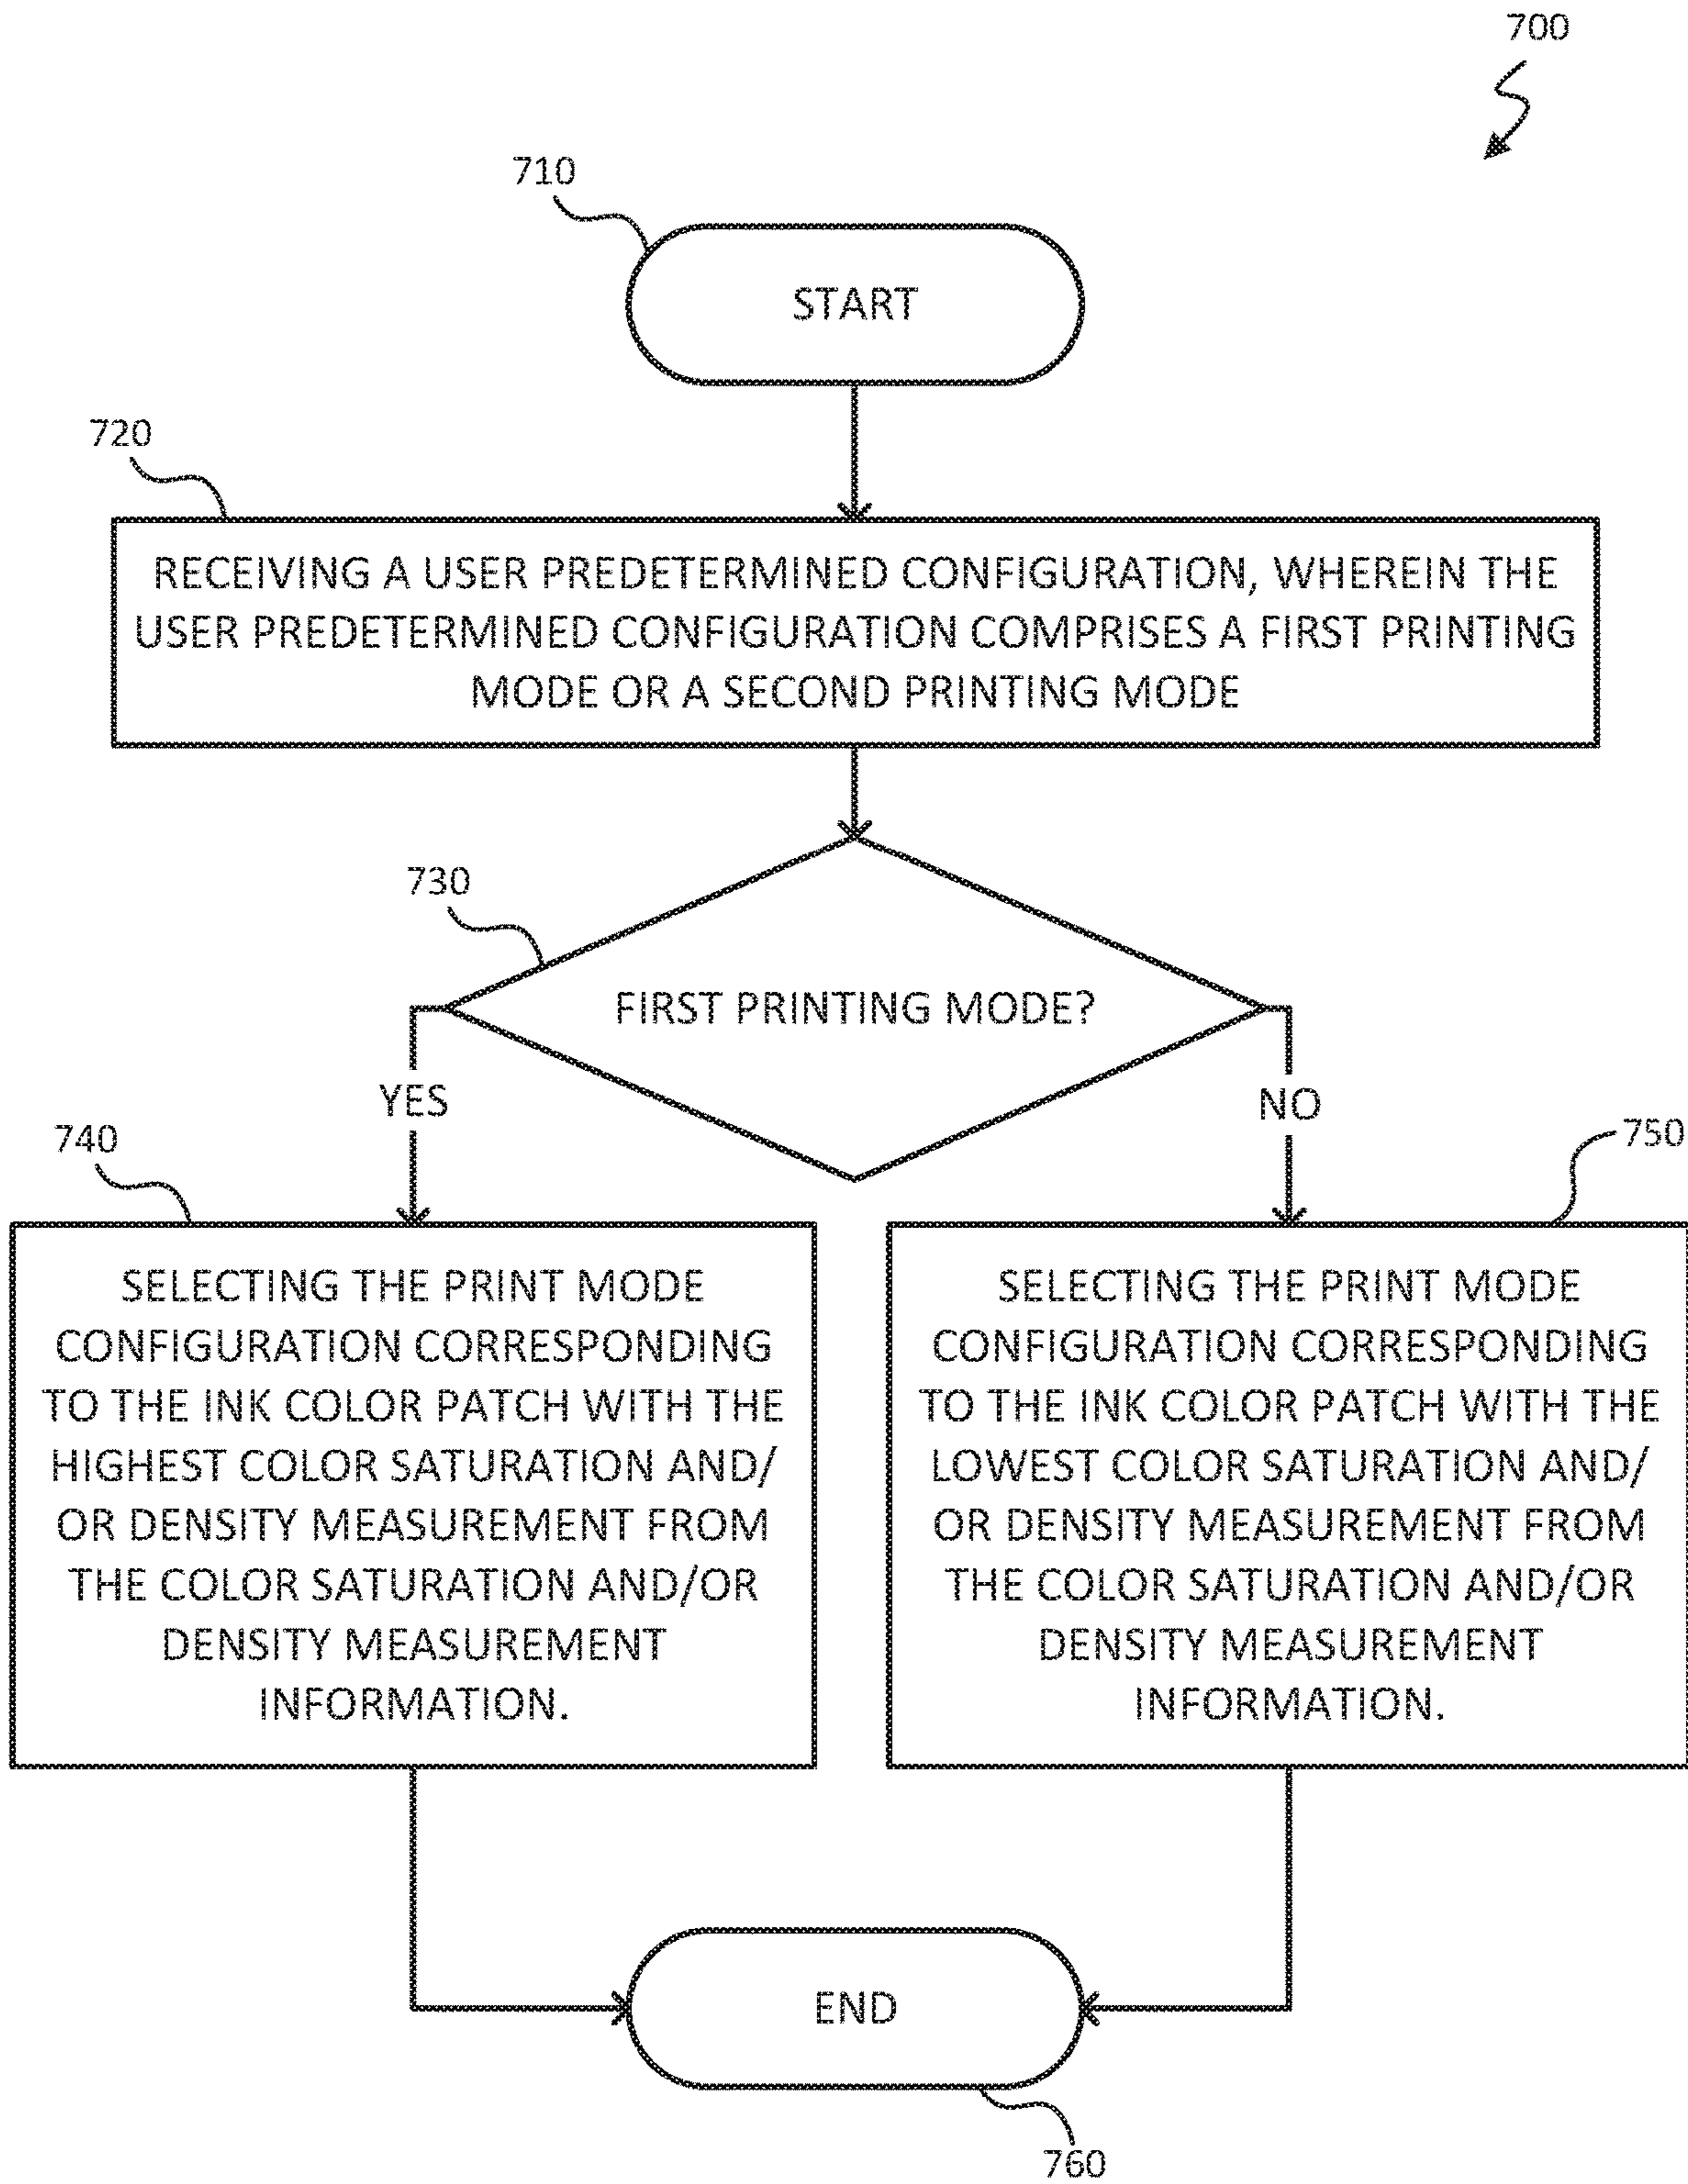 700
710
START
720
RECEIVING A USER PREDETERMINED CONFIGURATION, WHEREIN THE
USER PREDETERMINED CONFIGURATION COMPRISES A FIRST PRINTING
MODE OR A SECOND PRINTING MODE
730
FIRST PRINTING MODE?
YES
NO
740
SELECTING THE PRINT MODE
CONFIGURATION CORRESPONDING
TO THE INK COLOR PATCH WITH THE
HIGHEST COLOR SATURATION AND/
OR DENSITY MEASUREMENT FROM
THE COLOR SATURATION AND/OR
DENSITY MEASUREMENT
INFORMATION.
750
SELECTING THE PRINT MODE
CONFIGURATION CORRESPONDING
TO THE INK COLOR PATCH WITH THE
LOWEST COLOR SATURATION AND/
OR DENSITY MEASUREMENT FROM
THE COLOR SATURATION AND/OR
DENSITY MEASUREMENT
INFORMATION.
END
760